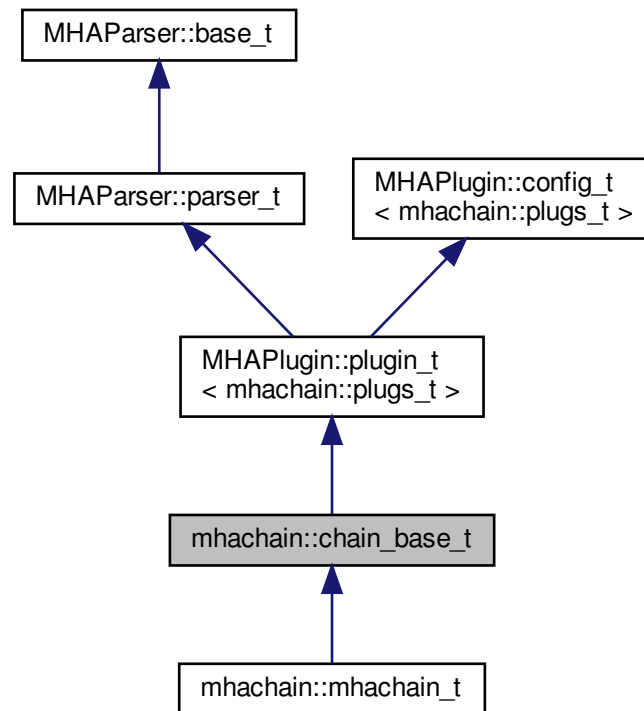 MHAParser::base_t
MHAParser::parser_t
MHAPlugin::config_t
< mhachain::plugs_t >
MHAPlugin::plugin_t
< mhachain::plugs_t >
mhachain::chain_base_t
mhachain::mhachain_t